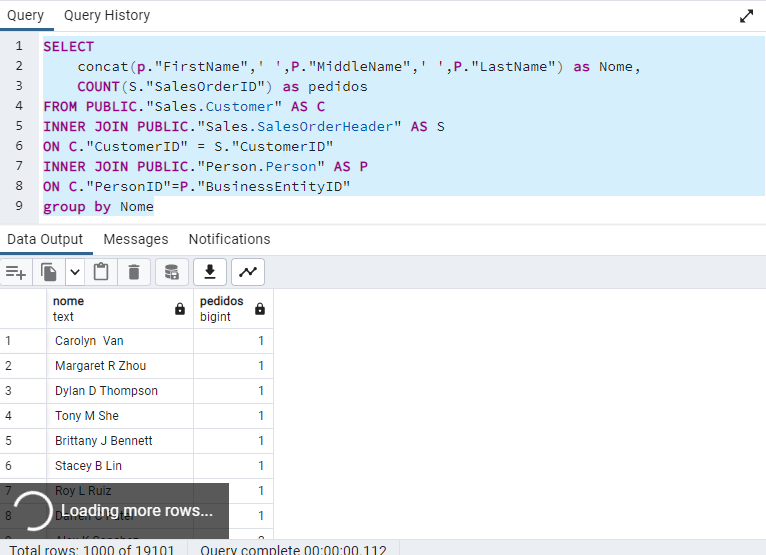 Query Query History
1 SELECT
2 concat(p."FirstName",' ',P."MiddleName",' ',P."LastName") as Nome,
3 COUNT(S."SalesOrderID") as pedidos
4 FROM PUBLIC."Sales.Customer" AS C
5 INNER JOIN PUBLIC."Sales.SalesOrderHeader" AS S
6 ON C."CustomerID" = S."CustomerID"
7 INNER JOIN PUBLIC."Person.Person" AS P
8 ON C."PersonID"=P."BusinessEntityID"
9 group by Nome
Data Output Messages Notifications
nome pedidos
text bigint
1 Carolyn  Van 1
2 Margaret R Zhou 1
3 Dylan D Thompson 1
4 Tony M She 1
5 Brittany J Bennett 1
6 Stacey B Lin 1
7 Roy L Ruiz 1
Loading more rows...
8 1
Total rows: 1000 of 19101 Query complete 00:00:00.112